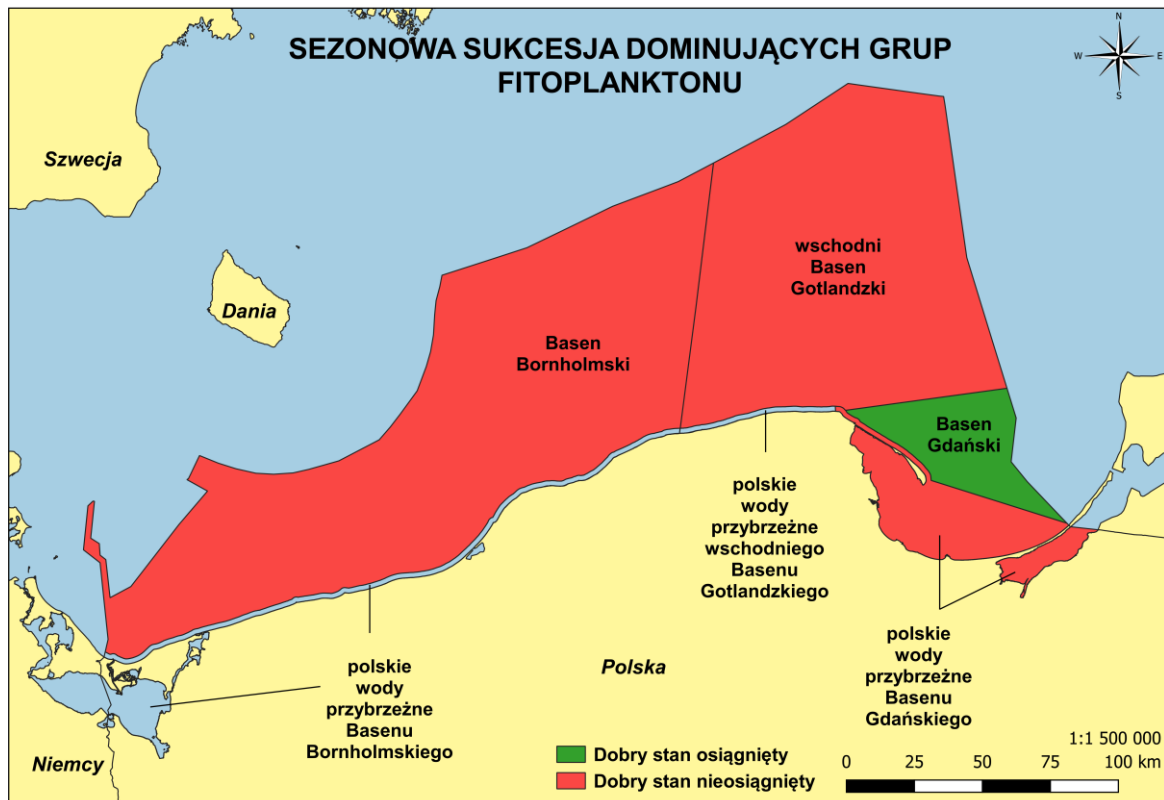 SEZONOWA SUKCESJA DOMINUJĄCYCH GRUP
FITOPLANKTONU
N
W
E
S
Szwecja
Dania
wschodni
Basen
Gotlandzki
Basen
Bornholmski
Basen
Gdański
polskie
wody
przybrzeżne
wschodniego
Basenu
Gotlandzkiego
polskie
wody
przybrzeżne
Basenu
Gdańskiego
polskie
wody
przybrzeżne
Basenu
Bornholmskiego
Polska
Niemcy
Dobry stan osiągnięty
Dobry stan nieosiągnięty
1:1 500 000
0 25 50 75 100 km